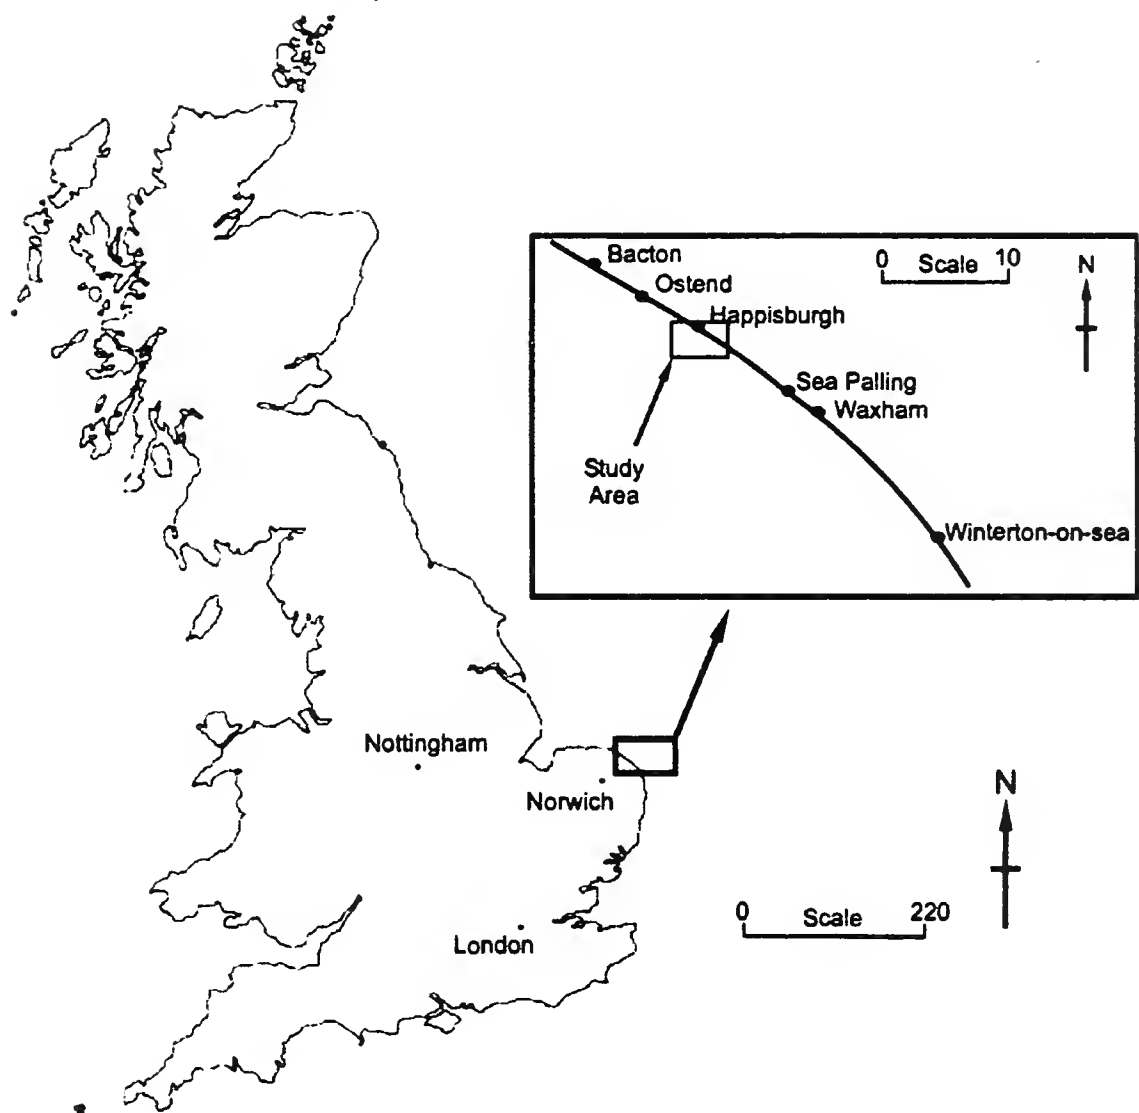 Bacton
0 Scale 10
N
Ostend
Happisburgh
Sea Palling
Waxham
Study
Area
Winterton-on-sea
Nottingham
Norwich
N
0 Scale 220
London